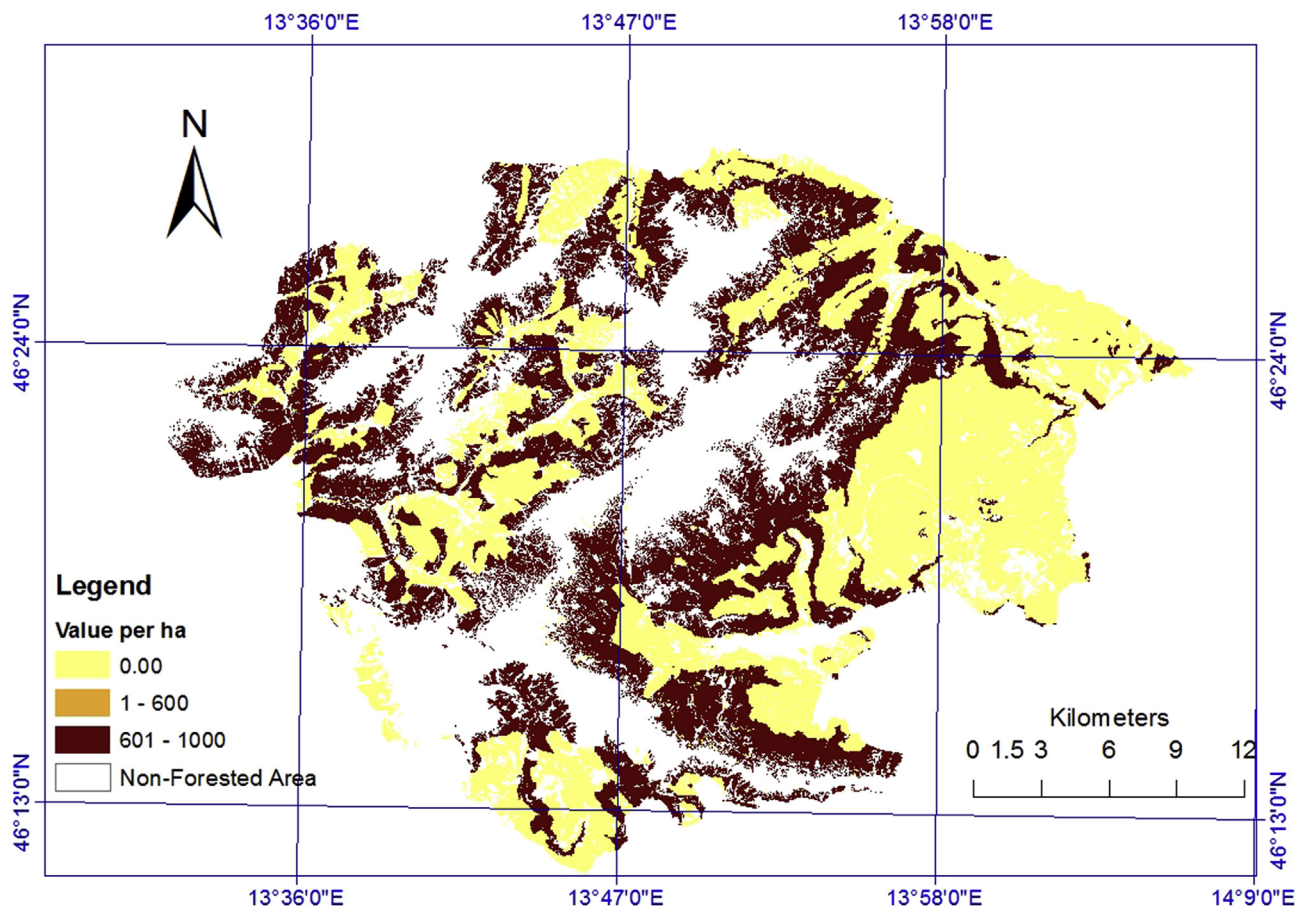 13°36'0"E 13°47'0"E 13°58'0"E
N
46°24'0"N
46°24'0"N
Legend
Value per ha
0.00
1 - 600
601 - 1000
Non-Forested Area
Kilometers
0 1.5 3 6 9 12
46°13'0"N
46°13'0"N
13°36'0"E 13°47'0"E 13°58'0"E 14°9'0"E